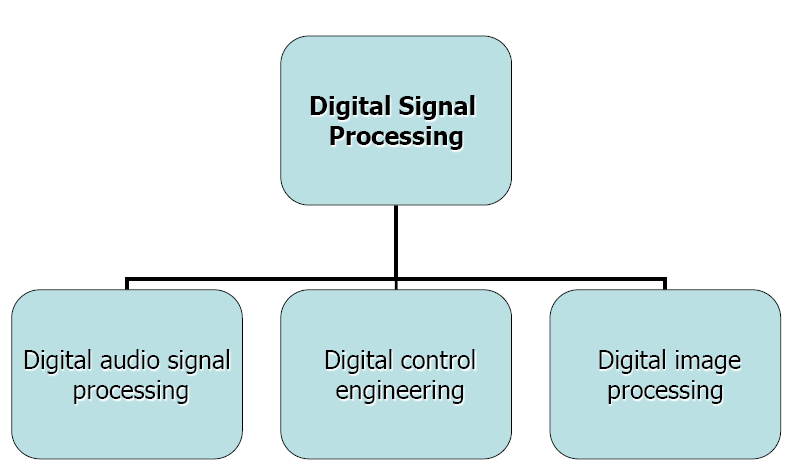 Digital Signal
Processing
Digital audio signal
processing
Digital control
engineering
Digital image
processing